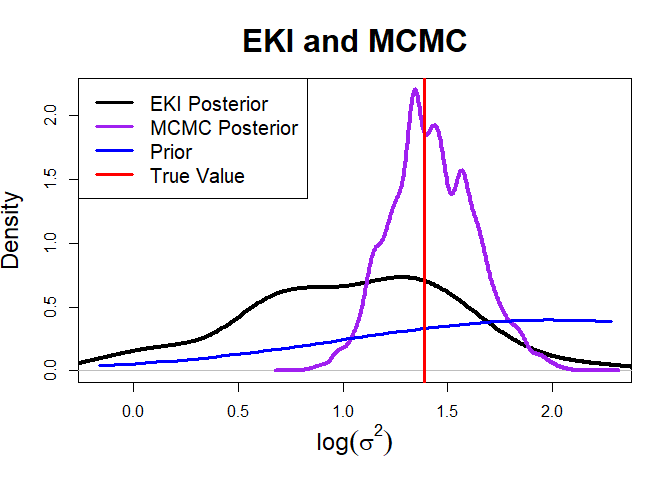 EKI and MCMC
EKI Posterior
MCMC Posterior
Prior
True Value
Density
2.0
1.5
1.0
0.5
0.0
0.0 0.5 1.0 1.5 2.0
log(σ²)